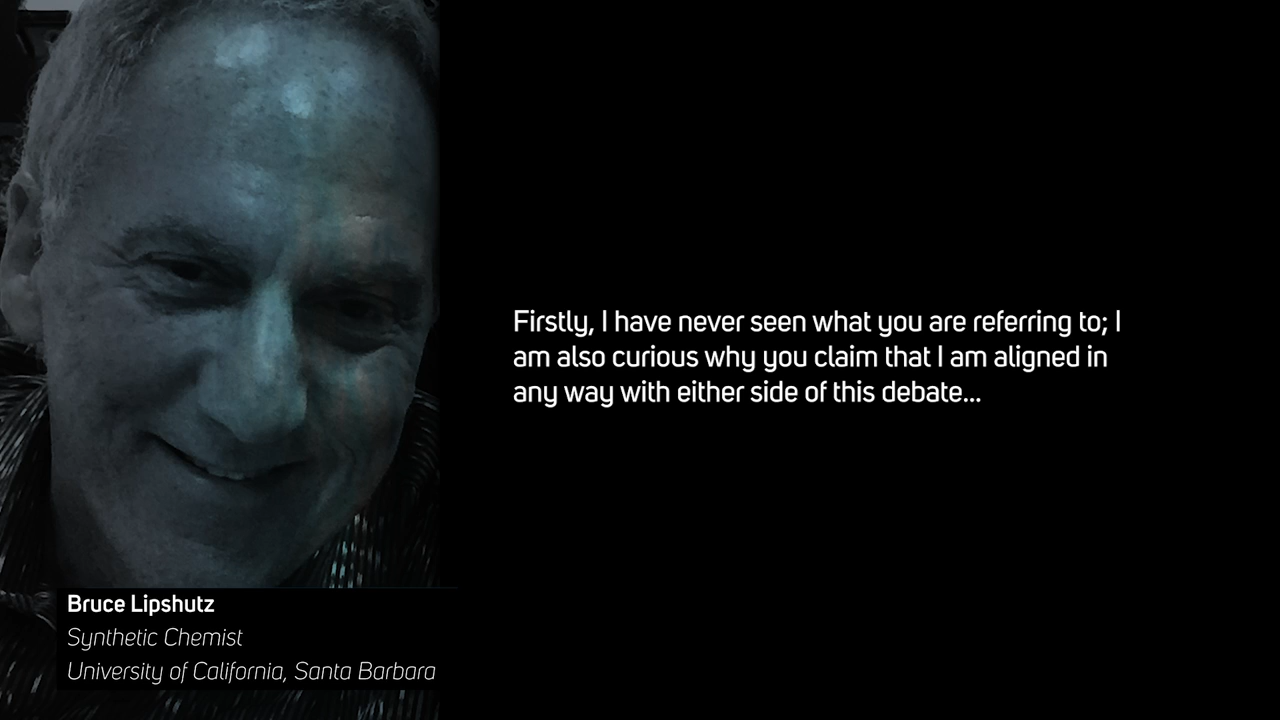 Firstly, I have never seen what you are referring to; I
am also curious why you claim that I am aligned in
any way with either side of this debate...
Bruce Lipshutz
Synthetic Chemist
University of California, Santa Barbara